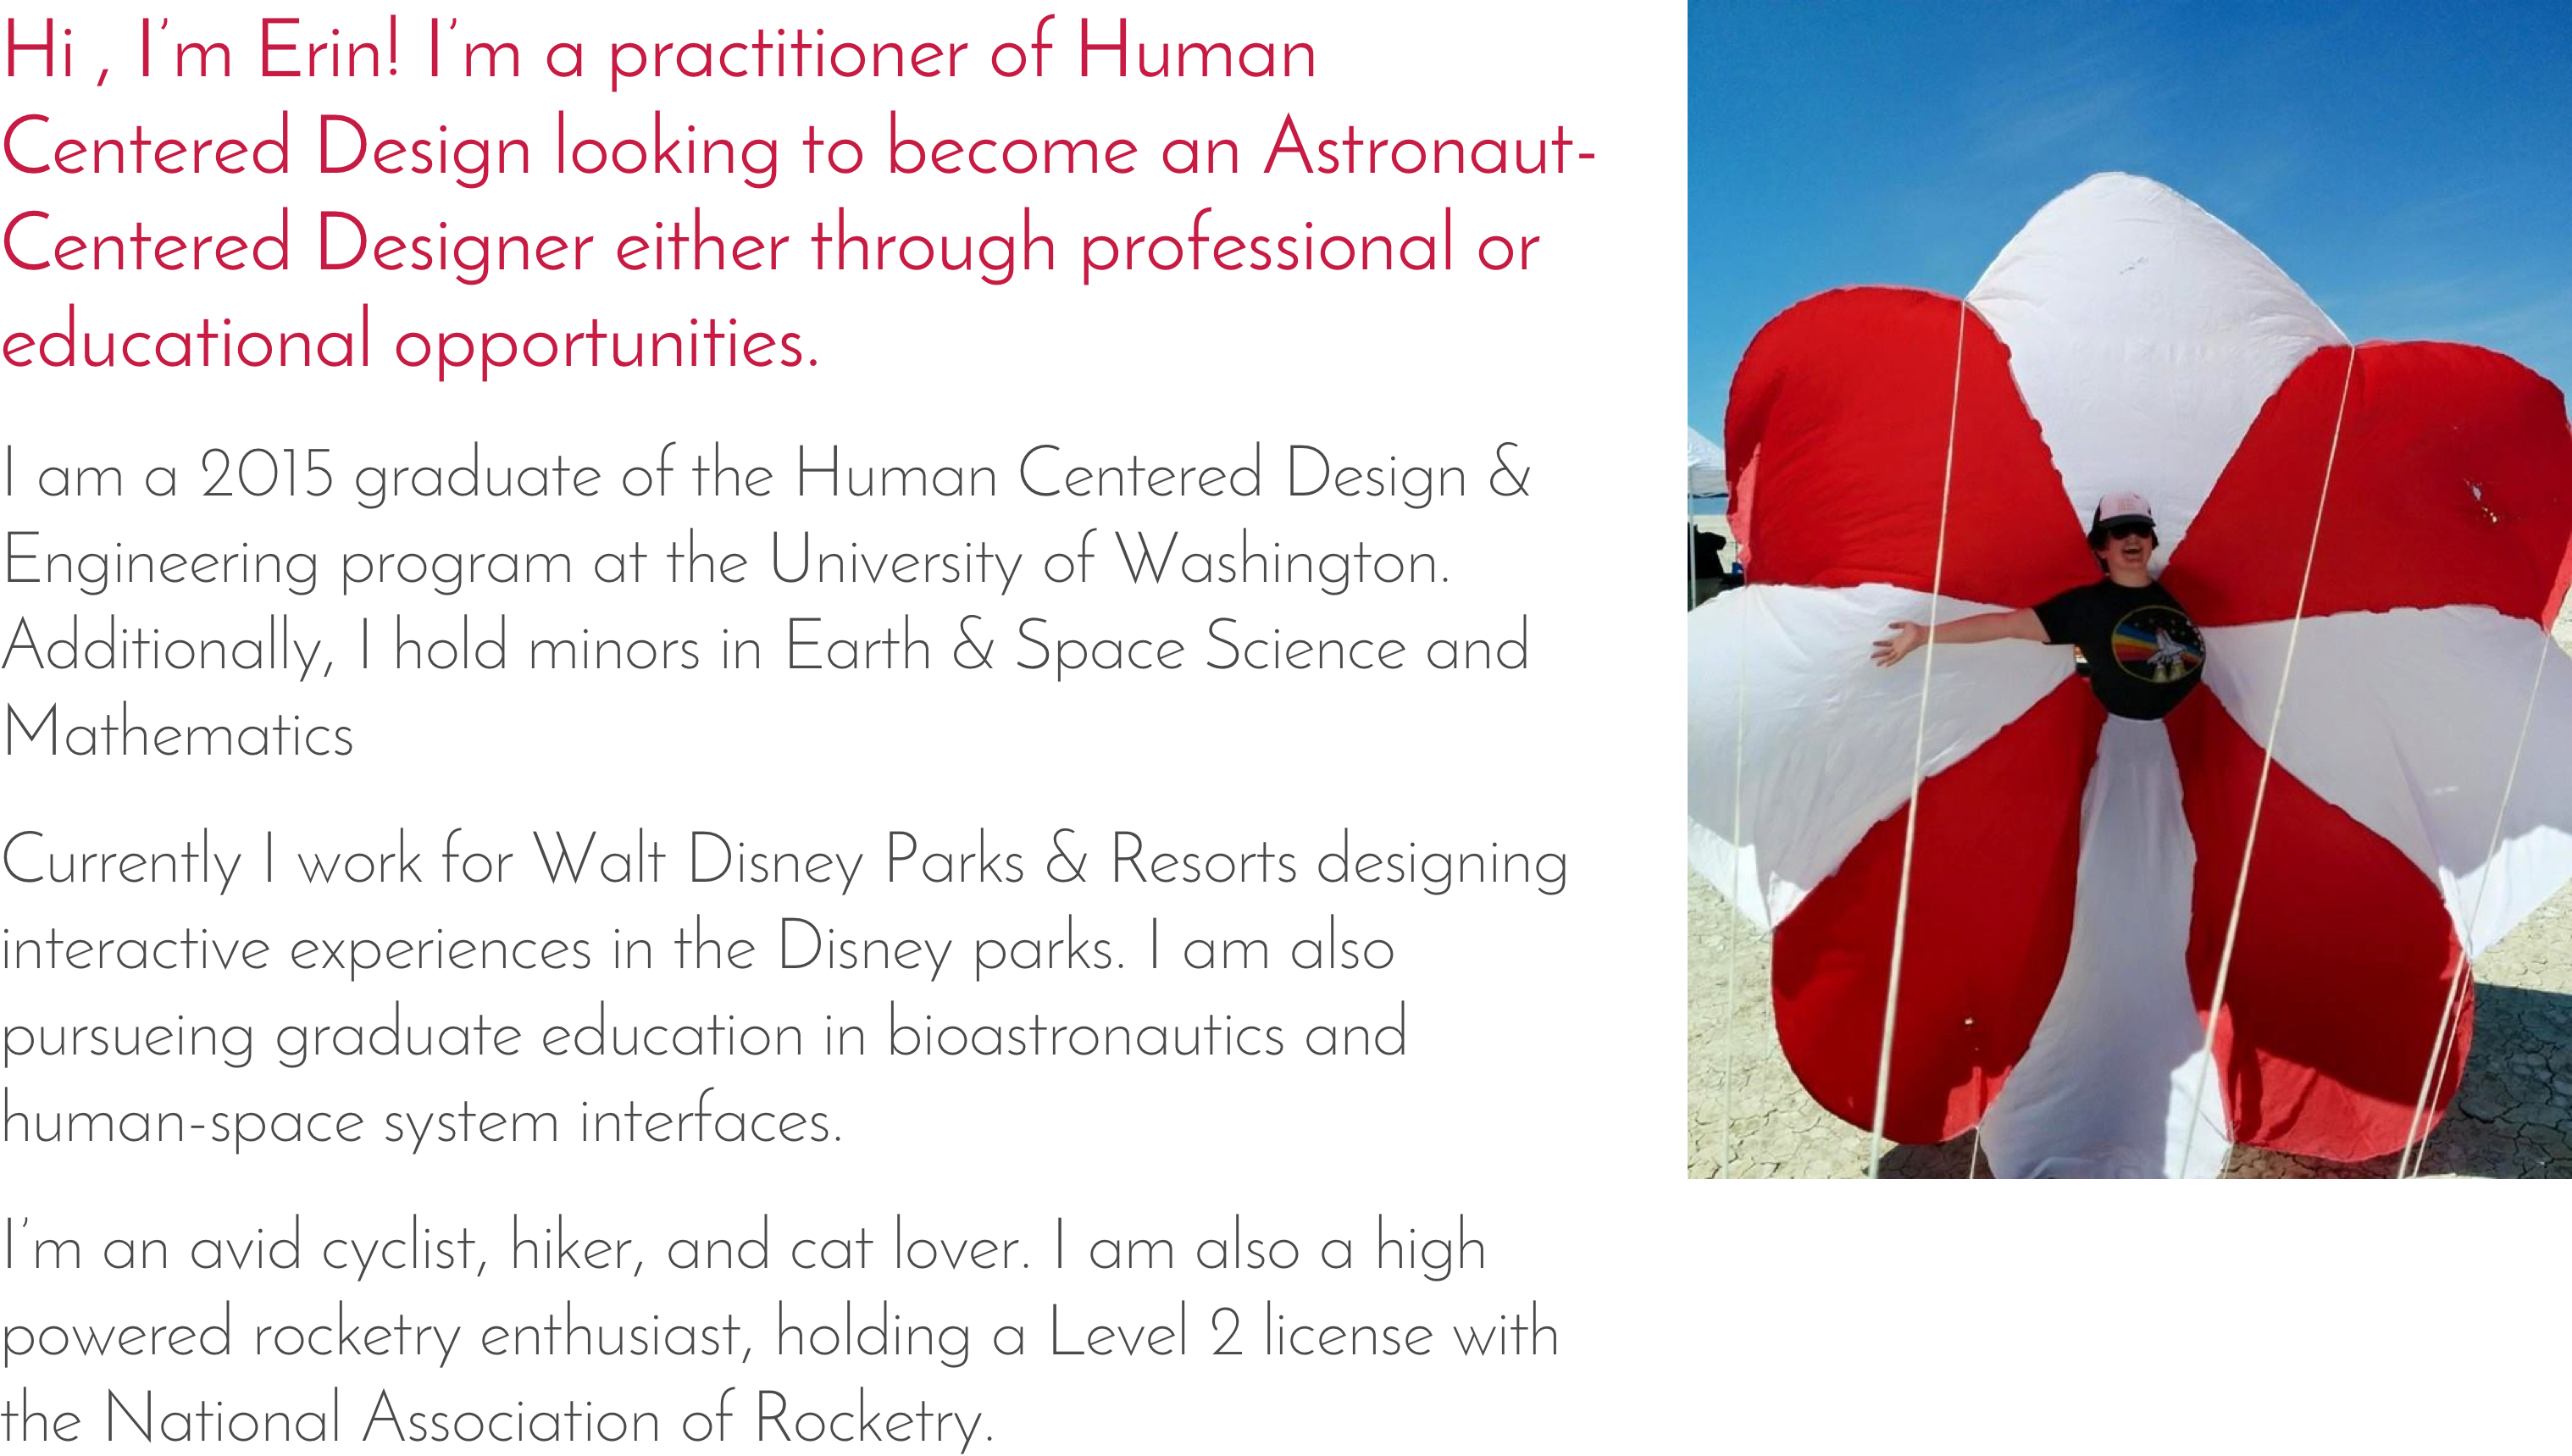 Hi , I’m Erin! I’m a practitioner of Human
Centered Design looking to become an Astronaut-
Centered Designer either through professional or
educational opportunities.
I am a 2015 graduate of the Human Centered Design &
Engineering program at the University of Washington.
Additionally, I hold minors in Earth & Space Science and
Mathematics
Currently I work for Walt Disney Parks & Resorts designing
interactive experiences in the Disney parks. I am also
pursueing graduate education in bioastronautics and
human-space system interfaces.
I’m an avid cyclist, hiker, and cat lover. I am also a high
powered rocketry enthusiast, holding a Level 2 license with
the National Association of Rocketry.